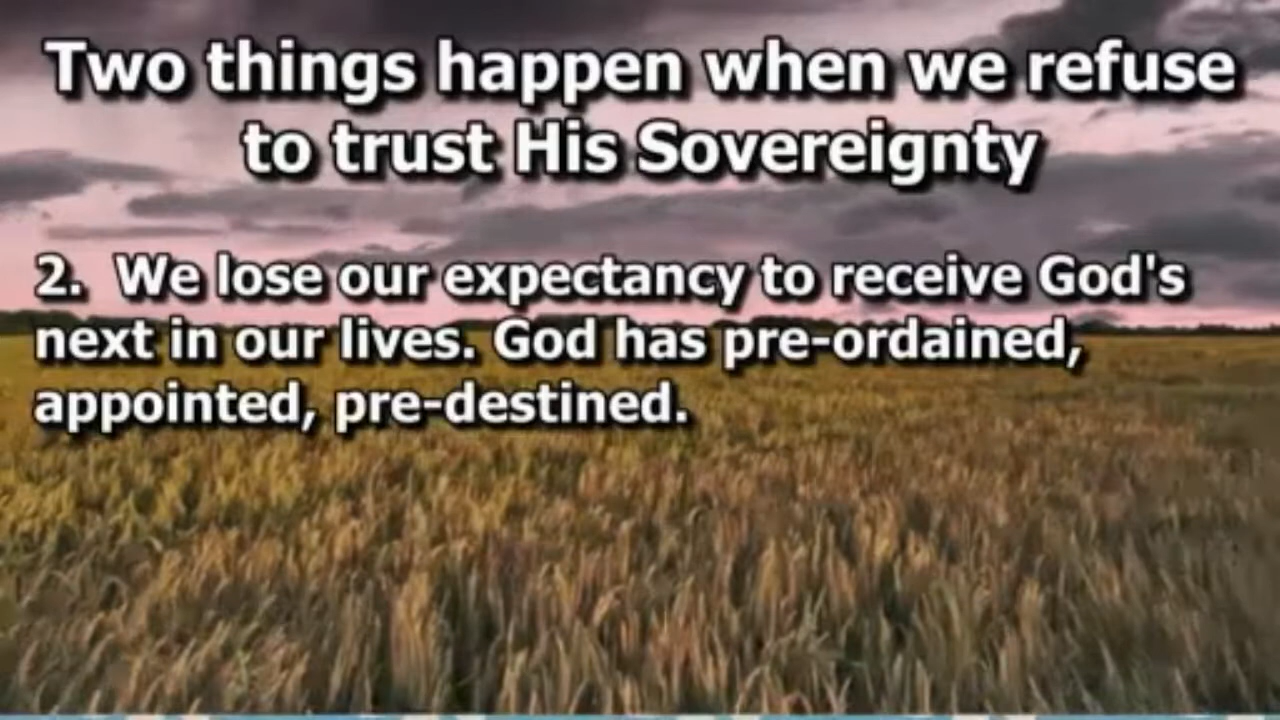 Two things happen when we refuse
to trust His Sovereignty
2. We lose our expectancy to receive God's
next in our lives. God has pre-ordained,
appointed, pre-destined.